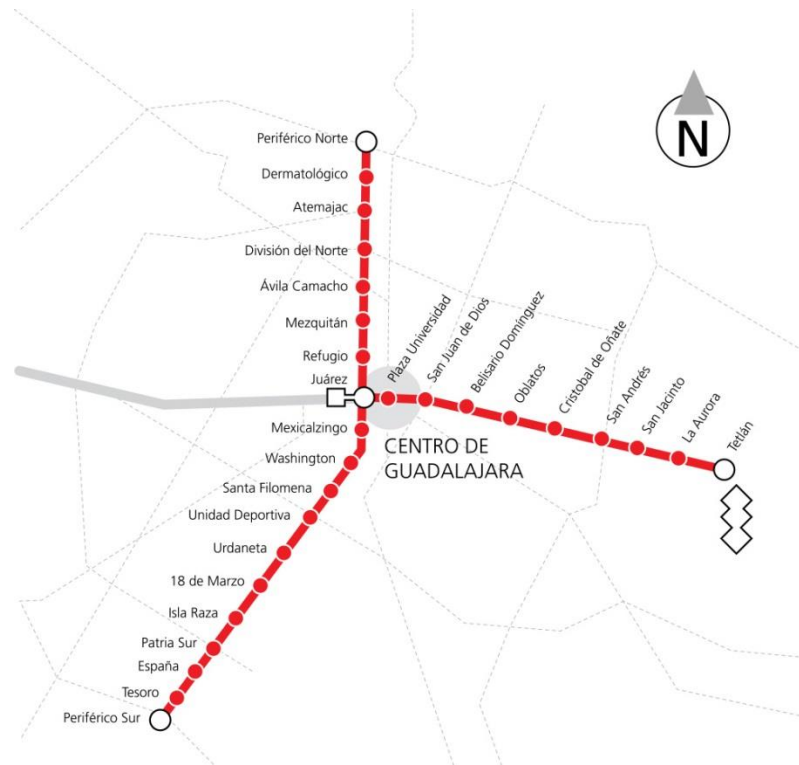 N
Periférico Norte
Dermatológico
Atemajac
División del Norte
Ávila Camacho
Mezquitán
Refugio
Juárez
Plaza Universidad
San Juan de Dios
Belisario Domínguez
Oblatos
Cristobal de Oñate
San Andrés
San Jacinto
La Aurora
Tetlán
CENTRO DE
GUADALAJARA
Mexicalzingo
Washington
Santa Filomena
Unidad Deportiva
Urdaneta
18 de Marzo
Isla Raza
Patria Sur
España
Tesoro
Periférico Sur